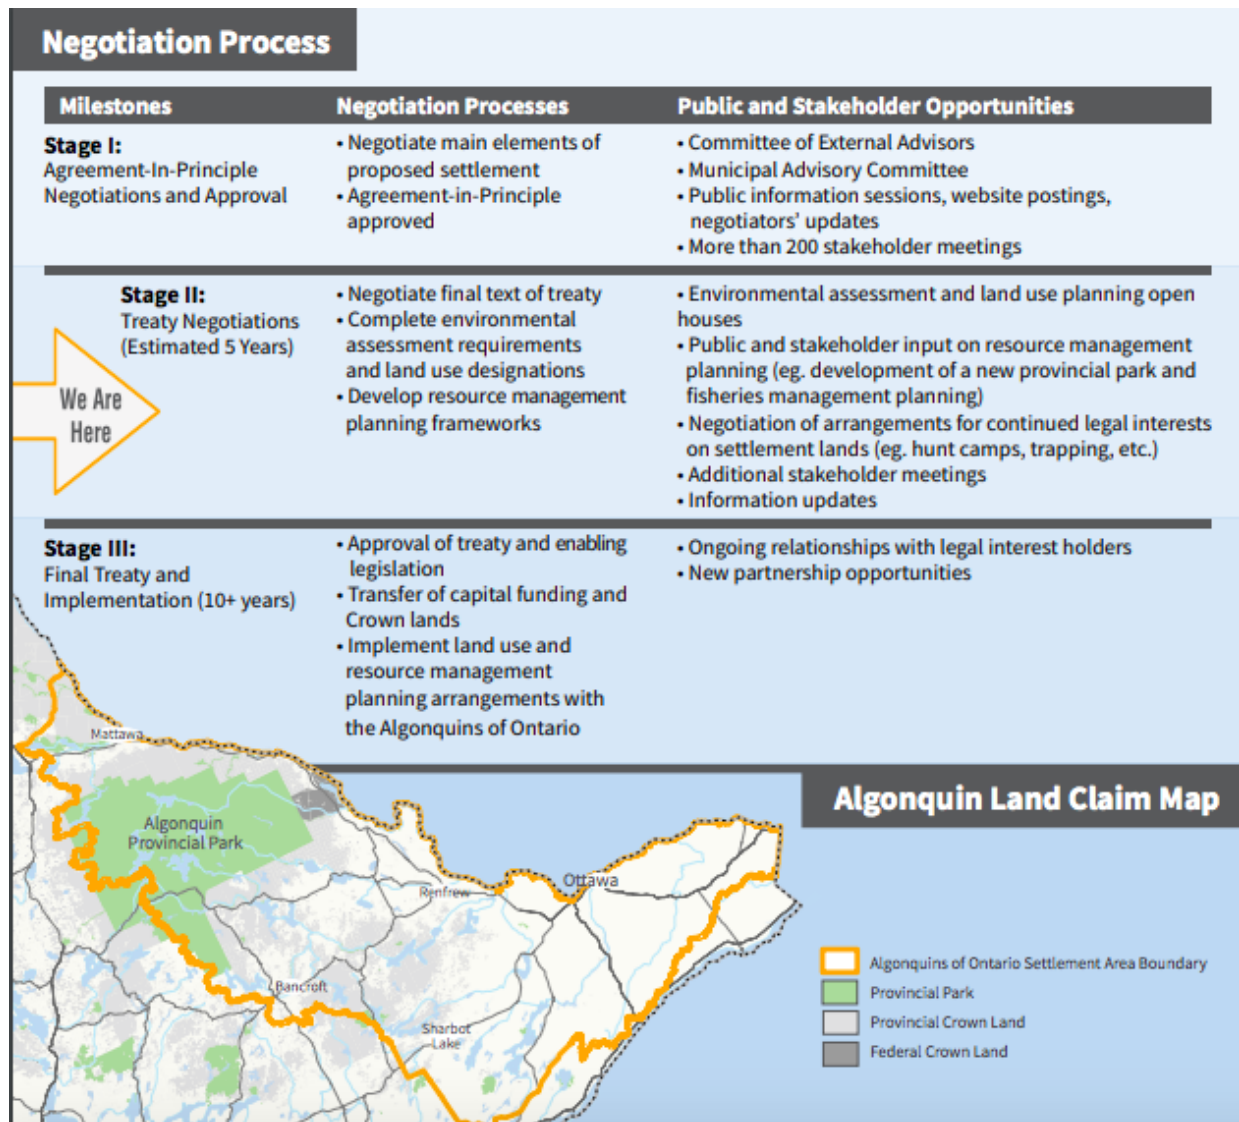 Negotiation Process
Milestones
Negotiation Processes
Public and Stakeholder Opportunities
Stage I:
Agreement-In-Principle
Negotiations and Approval
• Negotiate main elements of
proposed settlement
• Agreement-in-Principle
approved
• Committee of External Advisors
• Municipal Advisory Committee
• Public information sessions, website postings,
negotiators' updates
• More than 200 stakeholder meetings
Stage II:
Treaty Negotiations
(Estimated 5 Years)
We Are
Here
• Negotiate final text of treaty
• Complete environmental
assessment requirements
and land use designations
• Develop resource management
planning frameworks
• Environmental assessment and land use planning open
houses
• Public and stakeholder input on resource management
planning (eg. development of a new provincial park and
fisheries management planning)
• Negotiation of arrangements for continued legal interests
on settlement lands (eg. hunt camps, trapping, etc.)
• Additional stakeholder meetings
• Information updates
Stage III:
Final Treaty and
Implementation (10+ years)
• Approval of treaty and enabling
legislation
• Transfer of capital funding and
Crown lands
• Implement land use and
resource management
planning arrangements with
the Algonquins of Ontario
• Ongoing relationships with legal interest holders
• New partnership opportunities
Algonquin Land Claim Map
Mattawa
Algonquin
Provincial Park
Renfrew
Ottawa
Bancroft
Sharbot
Lake
Algonquins of Ontario Settlement Area Boundary
Provincial Park
Provincial Crown Land
Federal Crown Land